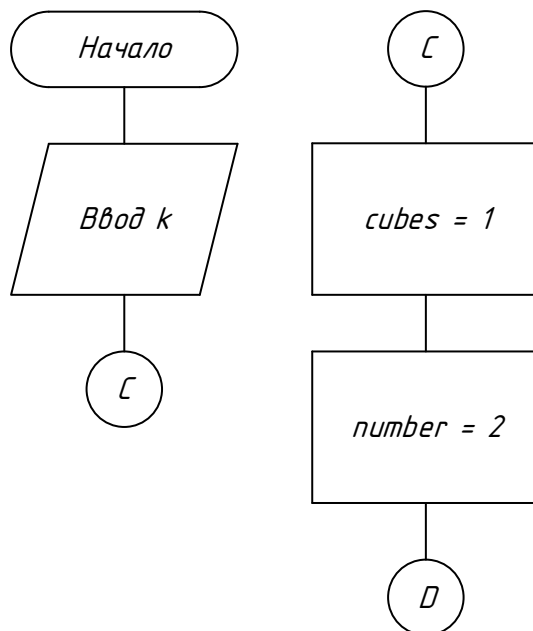 Начало
Ввод k
C
C
cubes = 1
number = 2
D